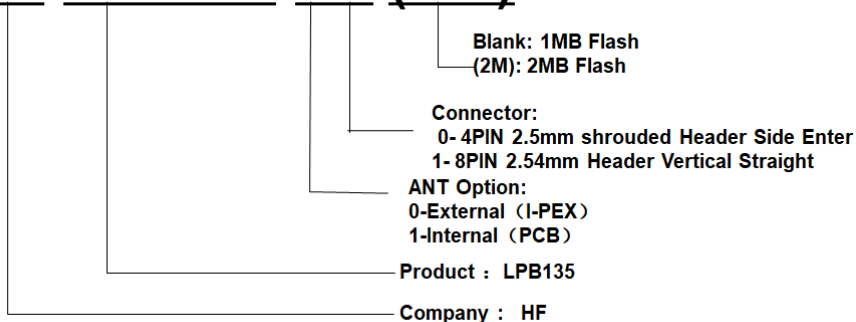 Blank: 1MB Flash
(2M): 2MB Flash
Connector:
0- 4PIN 2.5mm shrouded Header Side Enter
1- 8PIN 2.54mm Header Vertical Straight
ANT Option:
0-External（I-PEX）
1-Internal（PCB）
Product： LPB135
Company： HF